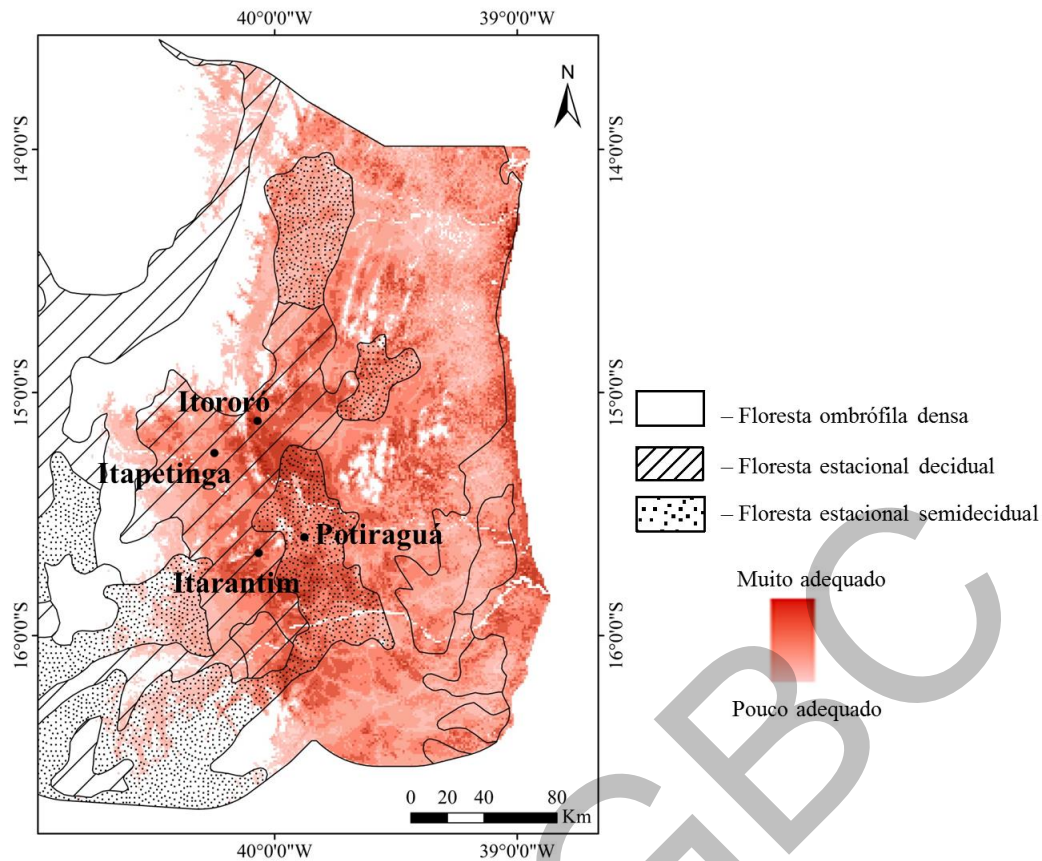 40°0'0"W 39°0'0"W
N
14°0'0"S 14°0'0"S
15°0'0"S 15°0'0"S
Itororó
Itapetinga
Potiraguá
Itarantim
16°0'0"S 16°0'0"S
0 20 40 80
Km
40°0'0"W 39°0'0"W
– Floresta ombrófila densa
– Floresta estacional decidual
– Floresta estacional semidecidual
Muito adequado
Pouco adequado
GBC